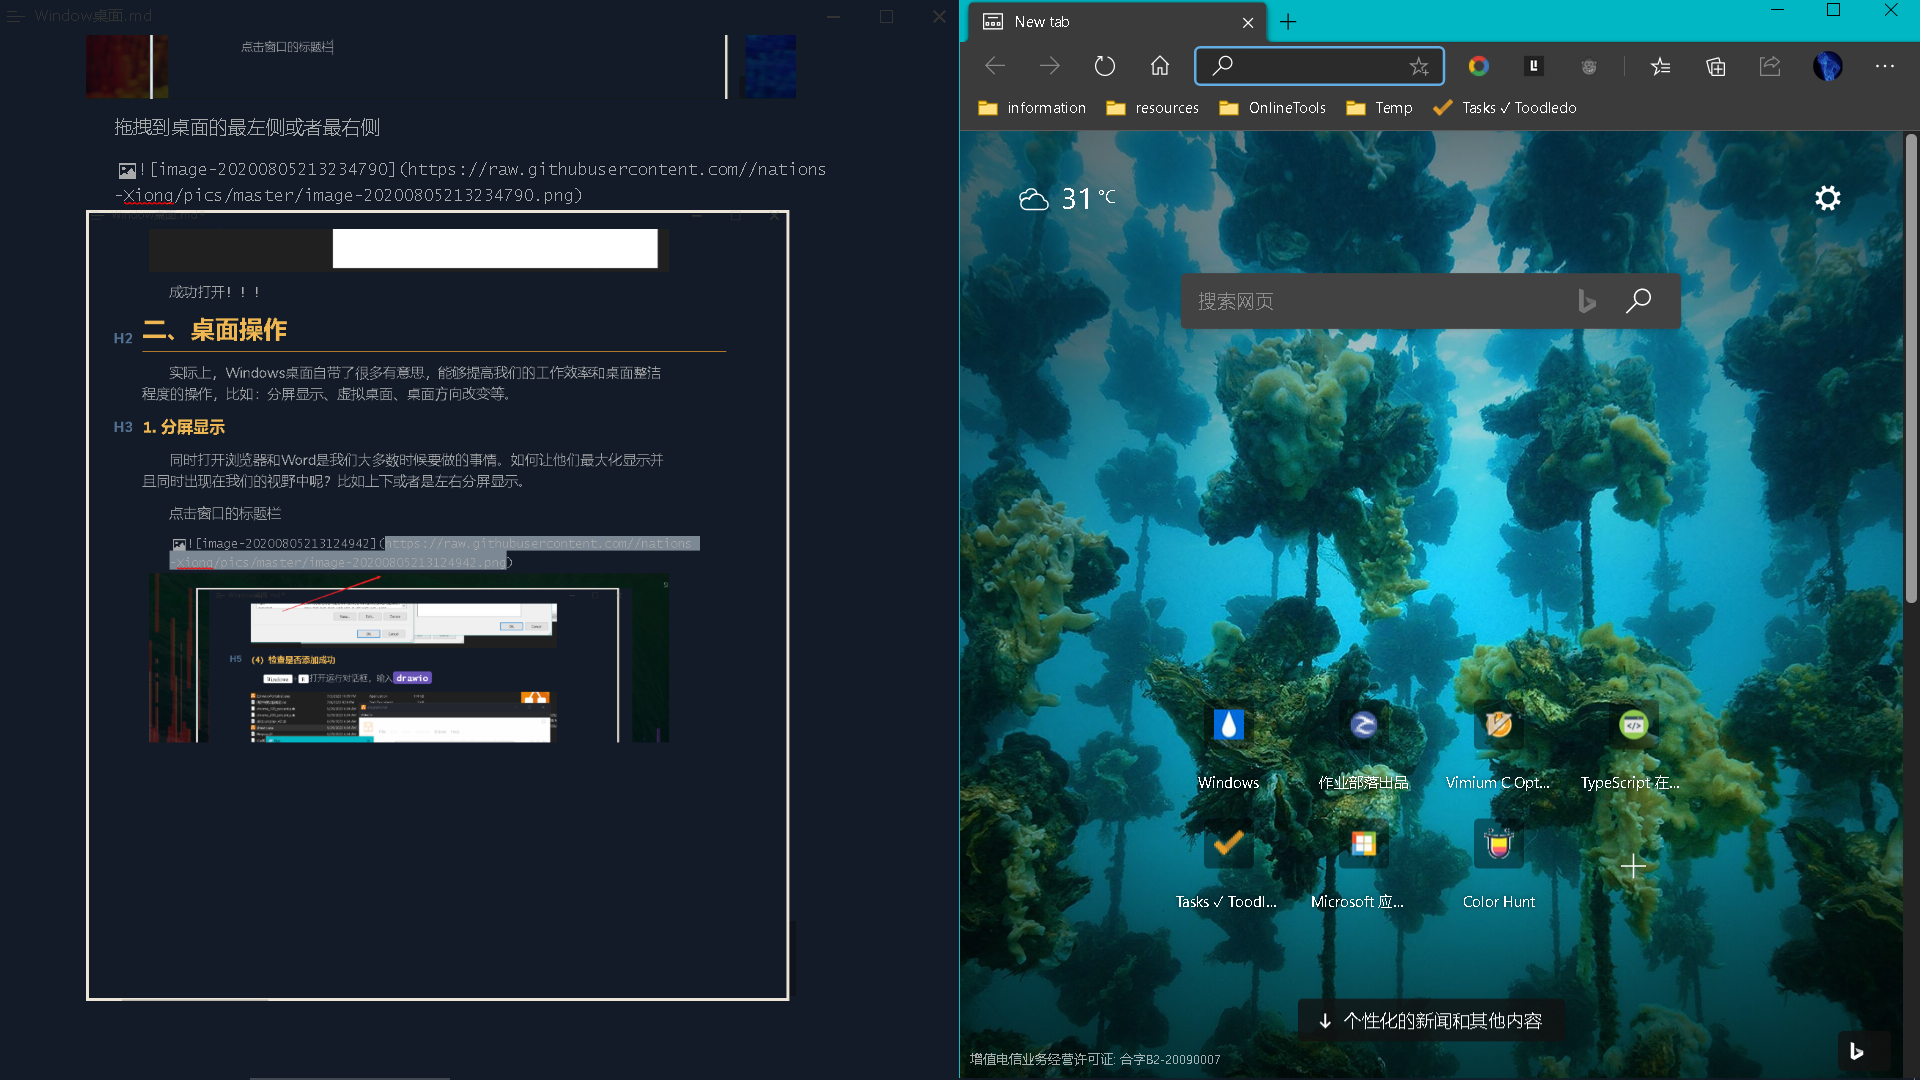 Window桌面.md
点击窗口的标题栏
拖拽到桌面的最左侧或者最右侧
![image-20200805213234790](https://raw.githubusercontent.com//nations
-Xiong/pics/master/image-20200805213234790.png)
成功打开！！！
H2 二、桌面操作
实际上，Windows桌面自带了很多有意思，能够提高我们的工作效率和桌面整洁
程度的操作，比如：分屏显示、虚拟桌面、桌面方向改变等。
H3 1. 分屏显示
同时打开浏览器和Word是我们大多数时候要做的事情。如何让他们最大化显示并
且同时出现在我们的视野中呢？比如上下或者是左右分屏显示。
点击窗口的标题栏
![image-20200805213124942](https://raw.githubusercontent.com//nations
-Xiong/pics/master/image-20200805213124942.png)
H5 (4) 检查是否添加成功
Windows R 打开运行对话框，输入 drawio
New tab
information resources OnlineTools Temp Tasks ✓ Toodledo
31 °C
搜索网页
Windows 作业部落出品 Vimium C Opt... TypeScript 在...
Tasks ✓ Toodl... Microsoft 应... Color Hunt
个性化的新闻和其他内容
增值电信业务经营许可证: 合字B2-20090007